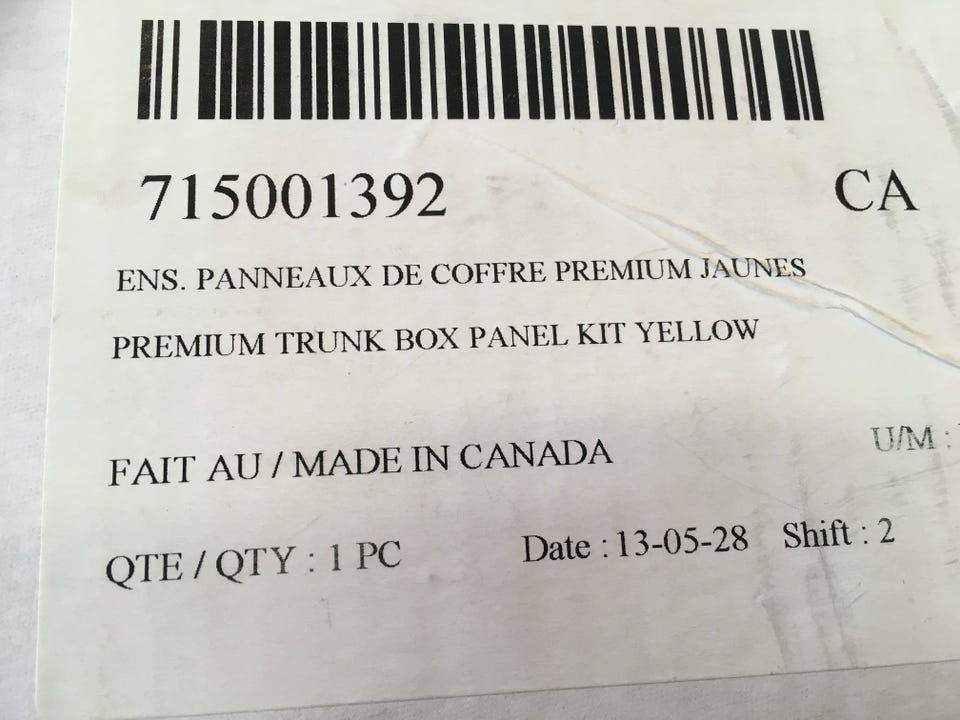 715001392 CA
ENS. PANNEAUX DE COFFRE PREMIUM JAUNES
PREMIUM TRUNK BOX PANEL KIT YELLOW
FAIT AU / MADE IN CANADA U/M :
QTE / QTY : 1 PC Date : 13-05-28 Shift : 2